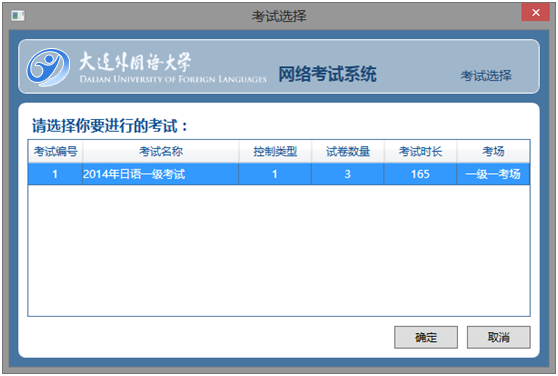 考试选择
大连外国语大学
DALIAN UNIVERSITY OF FOREIGN LANGUAGES
网络考试系统
考试选择
请选择你要进行的考试：
考试编号 考试名称 控制类型 试卷数量 考试时长 考场
1 2014年日语一级考试 1 3 165 一级一考场
确定 取消